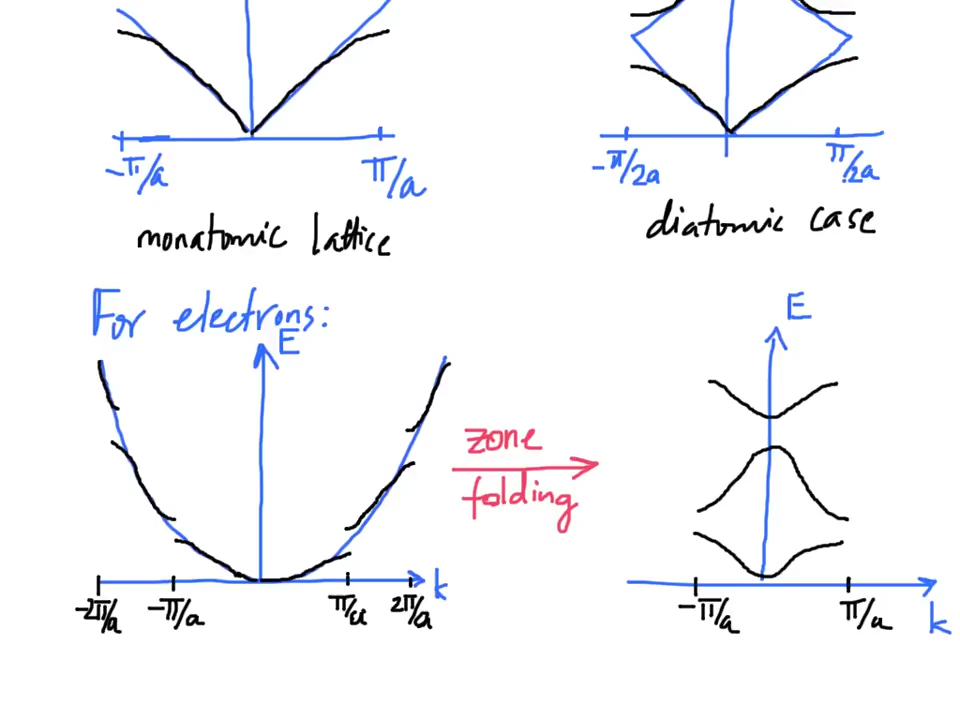 -π/a π/a
-π/2a π/2a
monatomic lattice
diatomic case
For electrons:
E
E
zone
folding
k
-2π/a -π/a π/a 2π/a
-π/a π/a
k